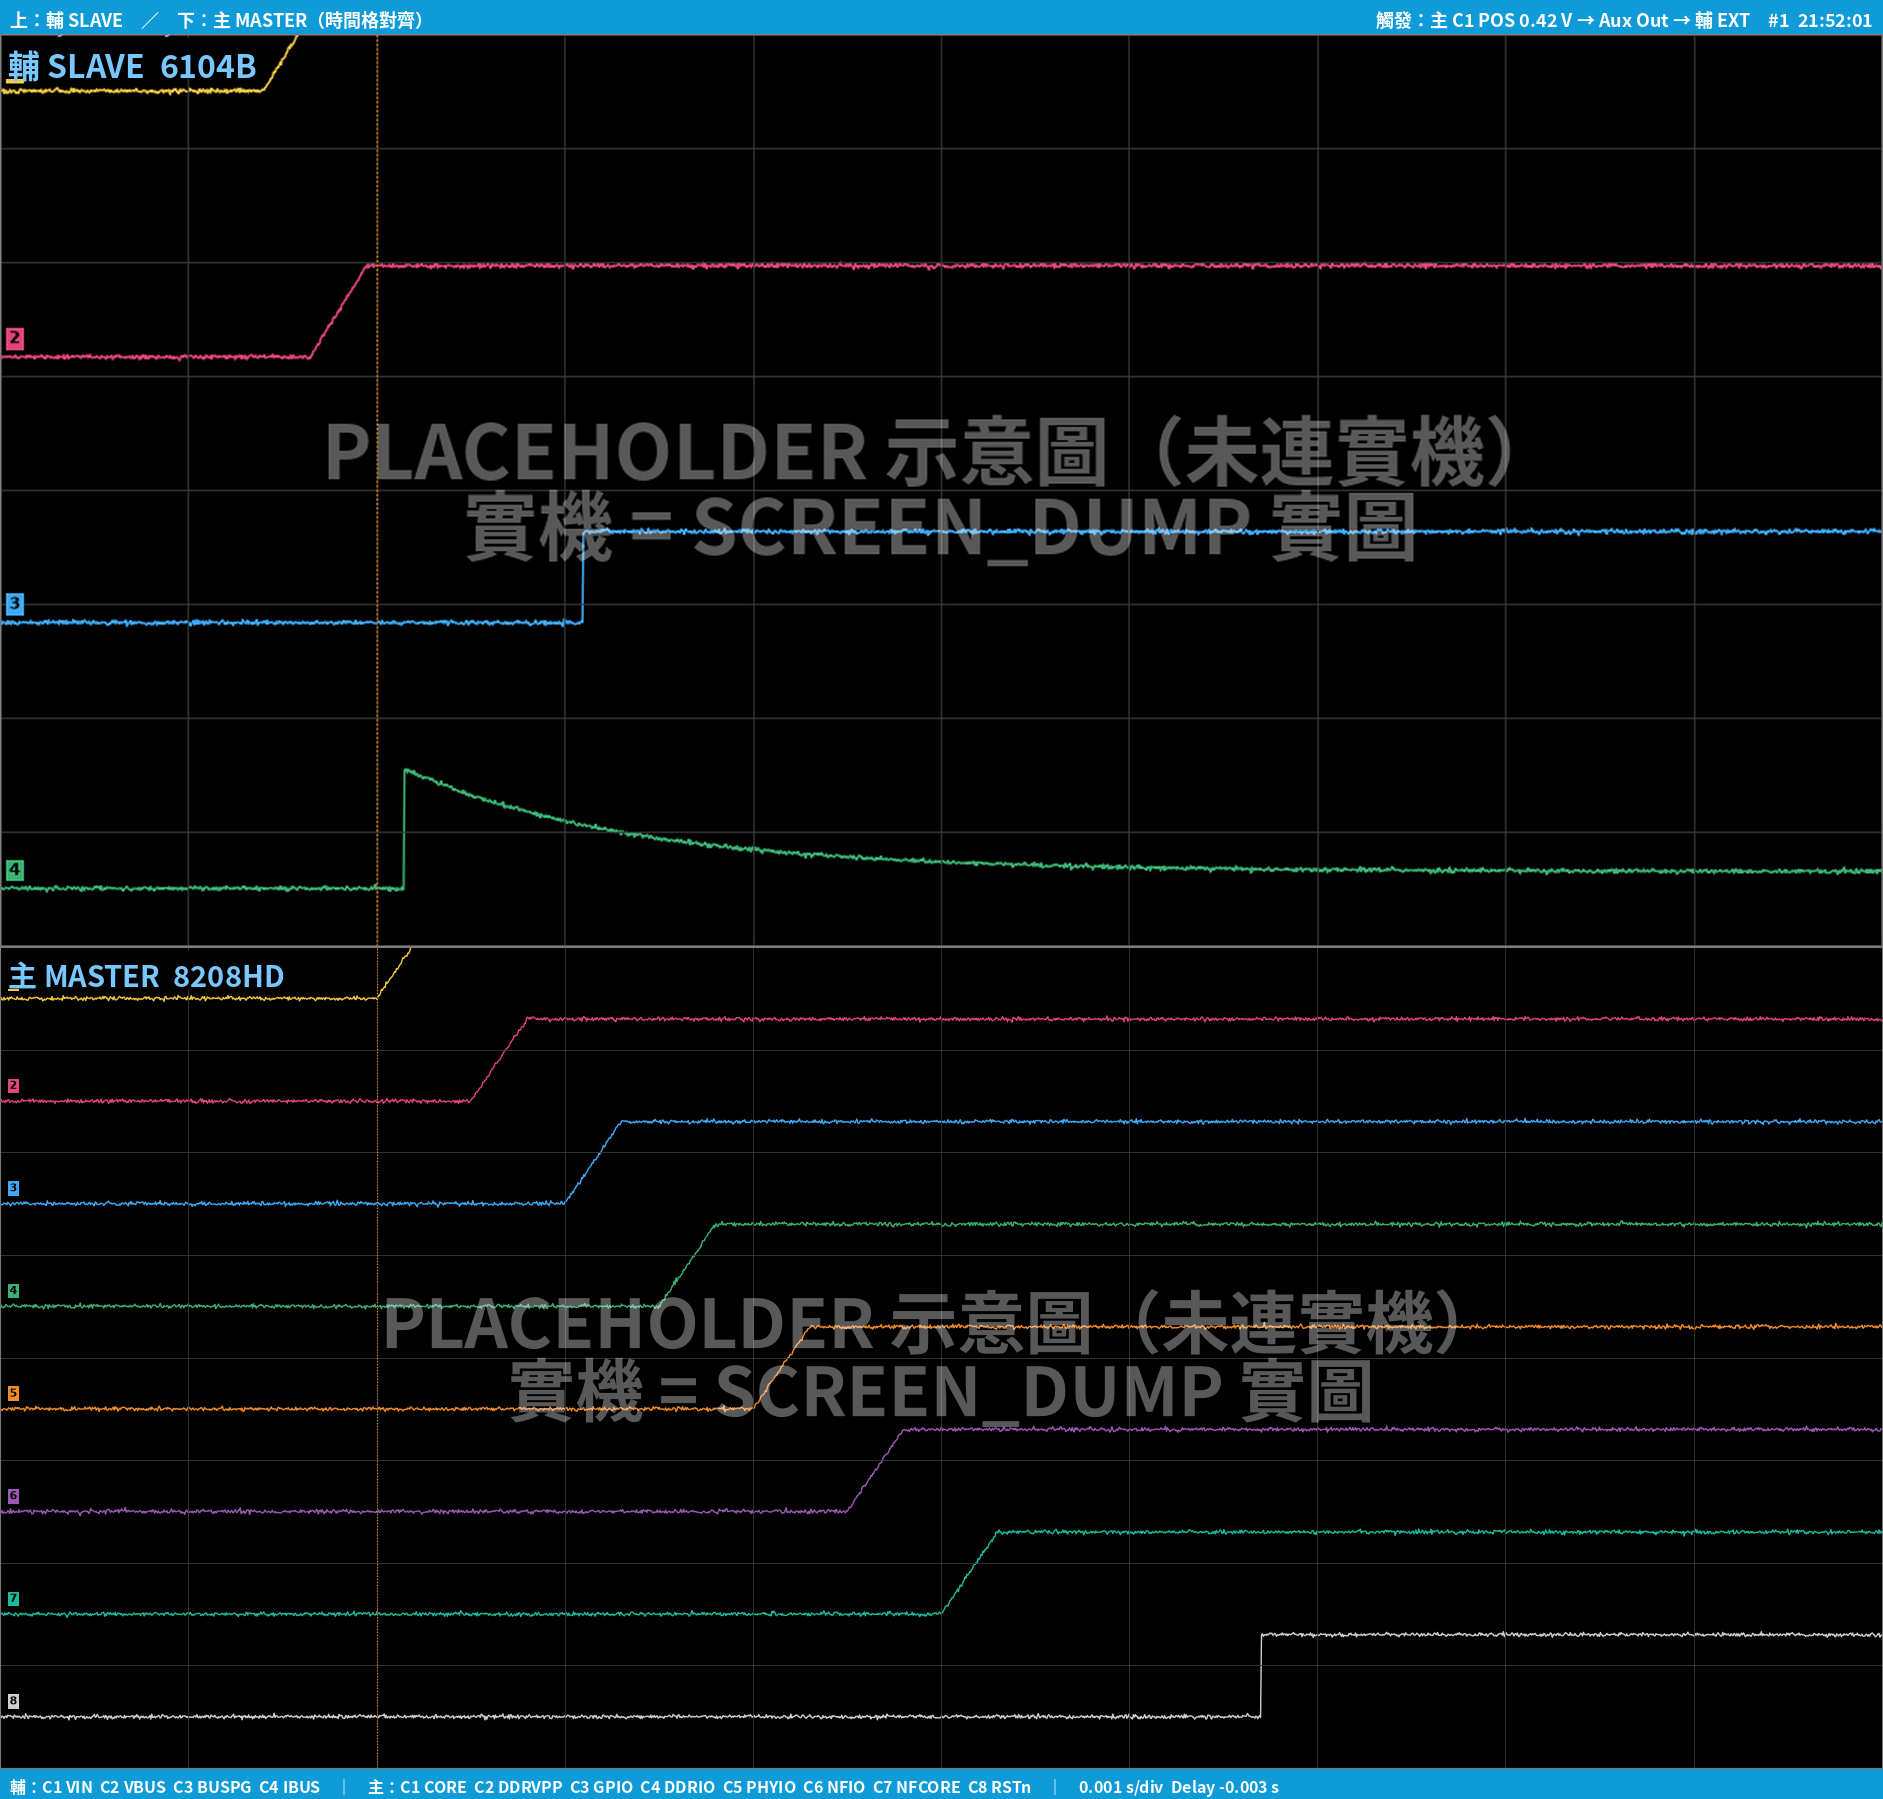 上：輔 SLAVE ／ 下：主 MASTER（時間格對齊）
觸發：主 C1 POS 0.42 V → Aux Out → 輔 EXT #1 21:52:01
輔 SLAVE 6104B
2
PLACEHOLDER 示意圖（未連實機）
實機 = SCREEN_DUMP 實圖
3
4
主 MASTER 8208HD
2
3
4
PLACEHOLDER 示意圖（未連實機）
實機 = SCREEN_DUMP 實圖
5
6
7
8
輔：C1 VIN C2 VBUS C3 BUSPG C4 IBUS ｜ 主：C1 CORE C2 DDRVPP C3 GPIO C4 DDRIO C5 PHYIO C6 NFIO C7 NFCORE C8 RSTn ｜ 0.001 s/div Delay -0.003 s